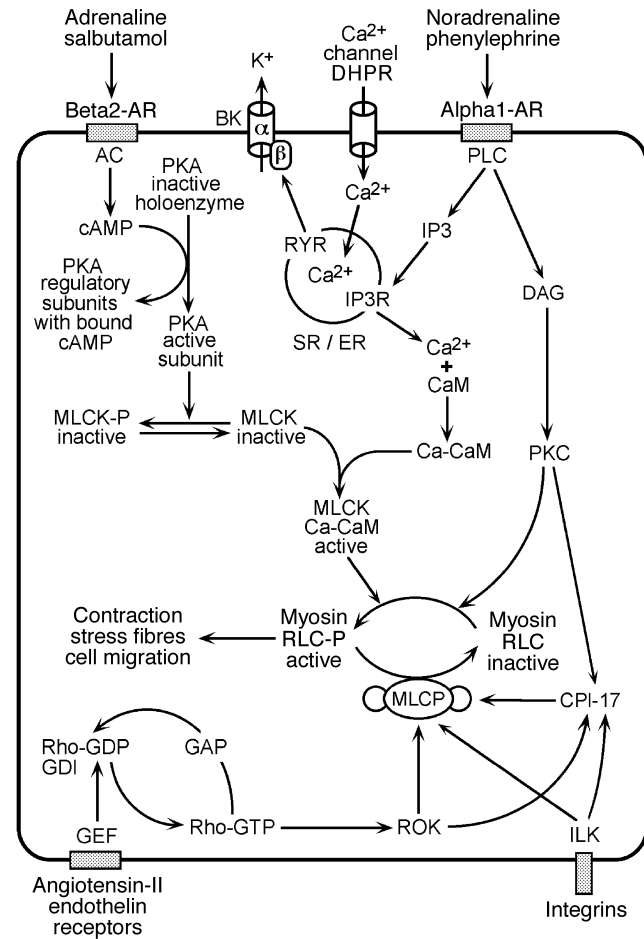 Adrenaline
salbutamol
Noradrenaline
phenylephrine
Ca2+
channel
DHPR
K+
Beta2-AR
BK
α
β
Alpha1-AR
AC
PKA
inactive
holoenzyme
PLC
cAMP
Ca2+
IP3
RYR
Ca2+
IP3R
PKA
regulatory
subunits
with bound
cAMP
DAG
PKA
active
subunit
SR / ER
Ca2+
+
CaM
MLCK-P
inactive
MLCK
inactive
Ca-CaM
PKC
MLCK
Ca-CaM
active
Contraction
stress fibres
cell migration
Myosin
RLC-P
active
Myosin
RLC
inactive
MLCP
CPI-17
Rho-GDP
GDI
GAP
GEF
Rho-GTP
ROK
ILK
Angiotensin-II
endothelin
receptors
Integrins